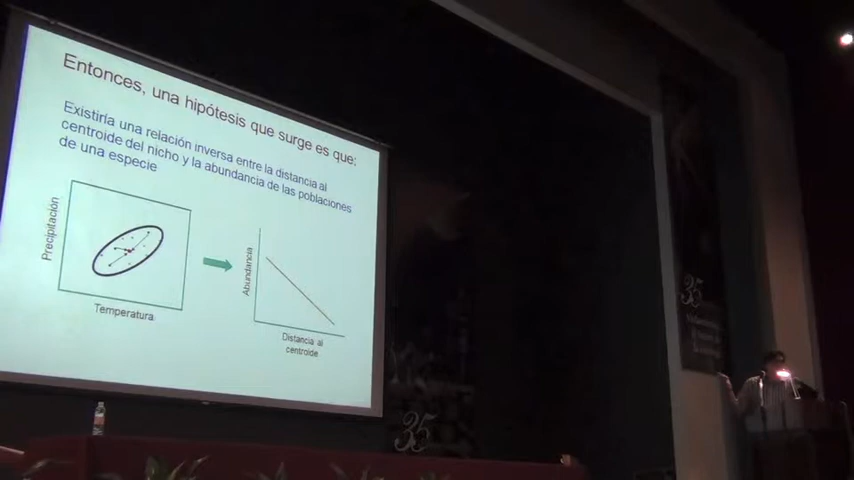 Entonces, una hipótesis que surge es que:
Existiría una relación inversa entre la distancia al
centroide del nicho y la abundancia de las poblaciones
de una especie
Precipitación
Temperatura
Abundancia
Distancia al
centroide
35
35